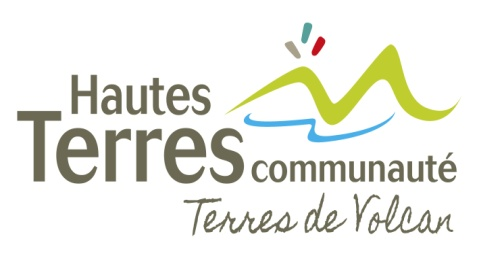 Hautes
Terres communauté
Terres de Volcan